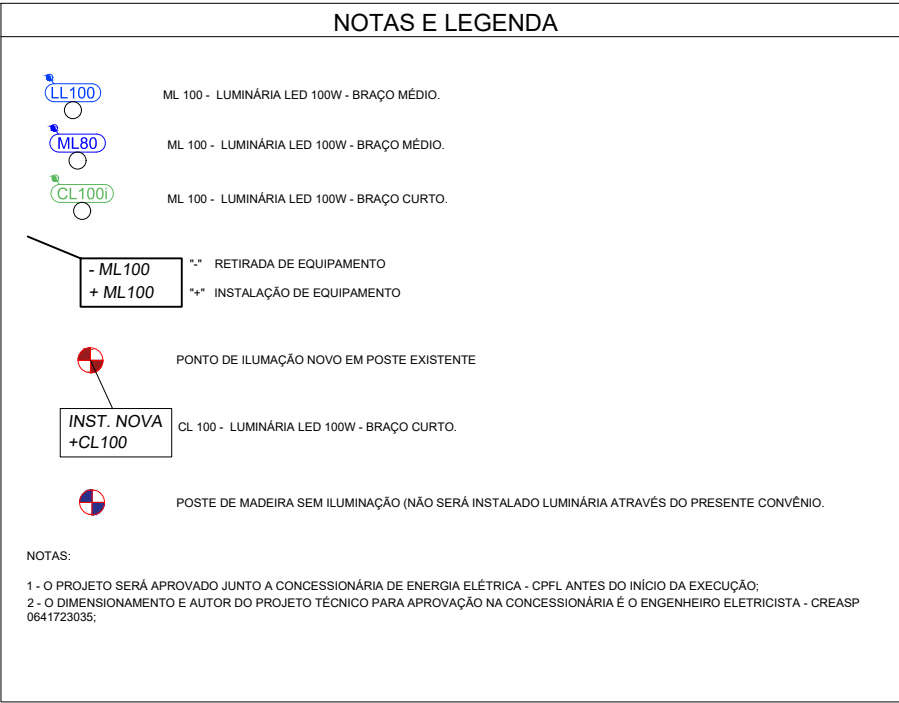 NOTAS E LEGENDA
LL100
ML 100 - LUMINÁRIA LED 100W - BRAÇO MÉDIO.
ML80
ML 100 - LUMINÁRIA LED 100W - BRAÇO MÉDIO.
CL100i
ML 100 - LUMINÁRIA LED 100W - BRAÇO CURTO.
- ML100
"-" RETIRADA DE EQUIPAMENTO
+ ML100
"+" INSTALAÇÃO DE EQUIPAMENTO
PONTO DE ILUMAÇÃO NOVO EM POSTE EXISTENTE
INST. NOVA
+CL100
CL 100 - LUMINÁRIA LED 100W - BRAÇO CURTO.
POSTE DE MADEIRA SEM ILUMINAÇÃO (NÃO SERÁ INSTALADO LUMINÁRIA ATRAVÉS DO PRESENTE CONVÊNIO.
NOTAS:
1 - O PROJETO SERÁ APROVADO JUNTO A CONCESSIONÁRIA DE ENERGIA ELÉTRICA - CPFL ANTES DO INÍCIO DA EXECUÇÃO;
2 - O DIMENSIONAMENTO E AUTOR DO PROJETO TÉCNICO PARA APROVAÇÃO NA CONCESSIONÁRIA É O ENGENHEIRO ELETRICISTA - CREASP
0641723035;